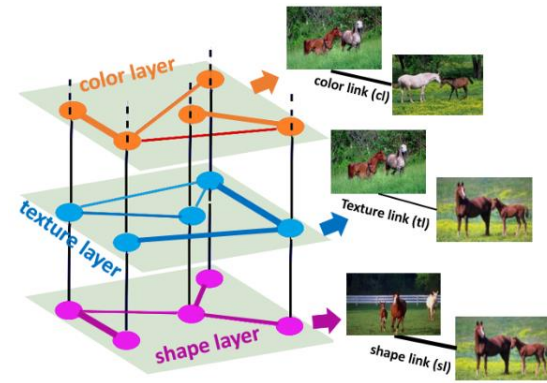 color layer
color link (cl)
texture layer
Texture link (tl)
shape layer
shape link (sl)